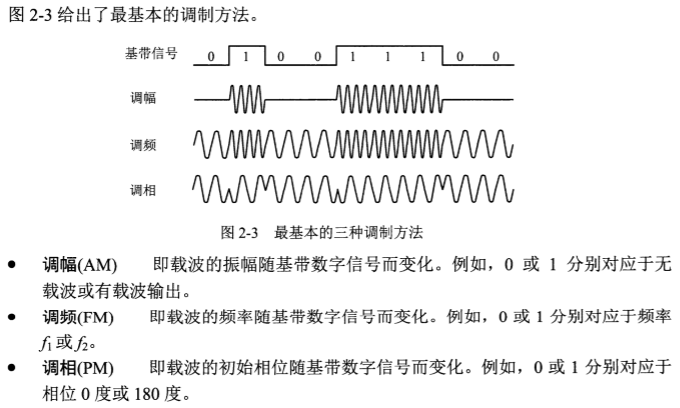 图 2-3 给出了最基本的调制方法。
基带信号 0 1 0 0 1 1 1 0 0
调幅
调频
调相
图 2-3 最基本的三种调制方法
● 调幅(AM) 即载波的振幅随基带数字信号而变化。例如，0 或 1 分别对应于无
载波或有载波输出。
● 调频(FM) 即载波的频率随基带数字信号而变化。例如，0 或 1 分别对应于频率
f₁ 或 f₂。
● 调相(PM) 即载波的初始相位随基带数字信号而变化。例如，0 或 1 分别对应于
相位 0 度或 180 度。